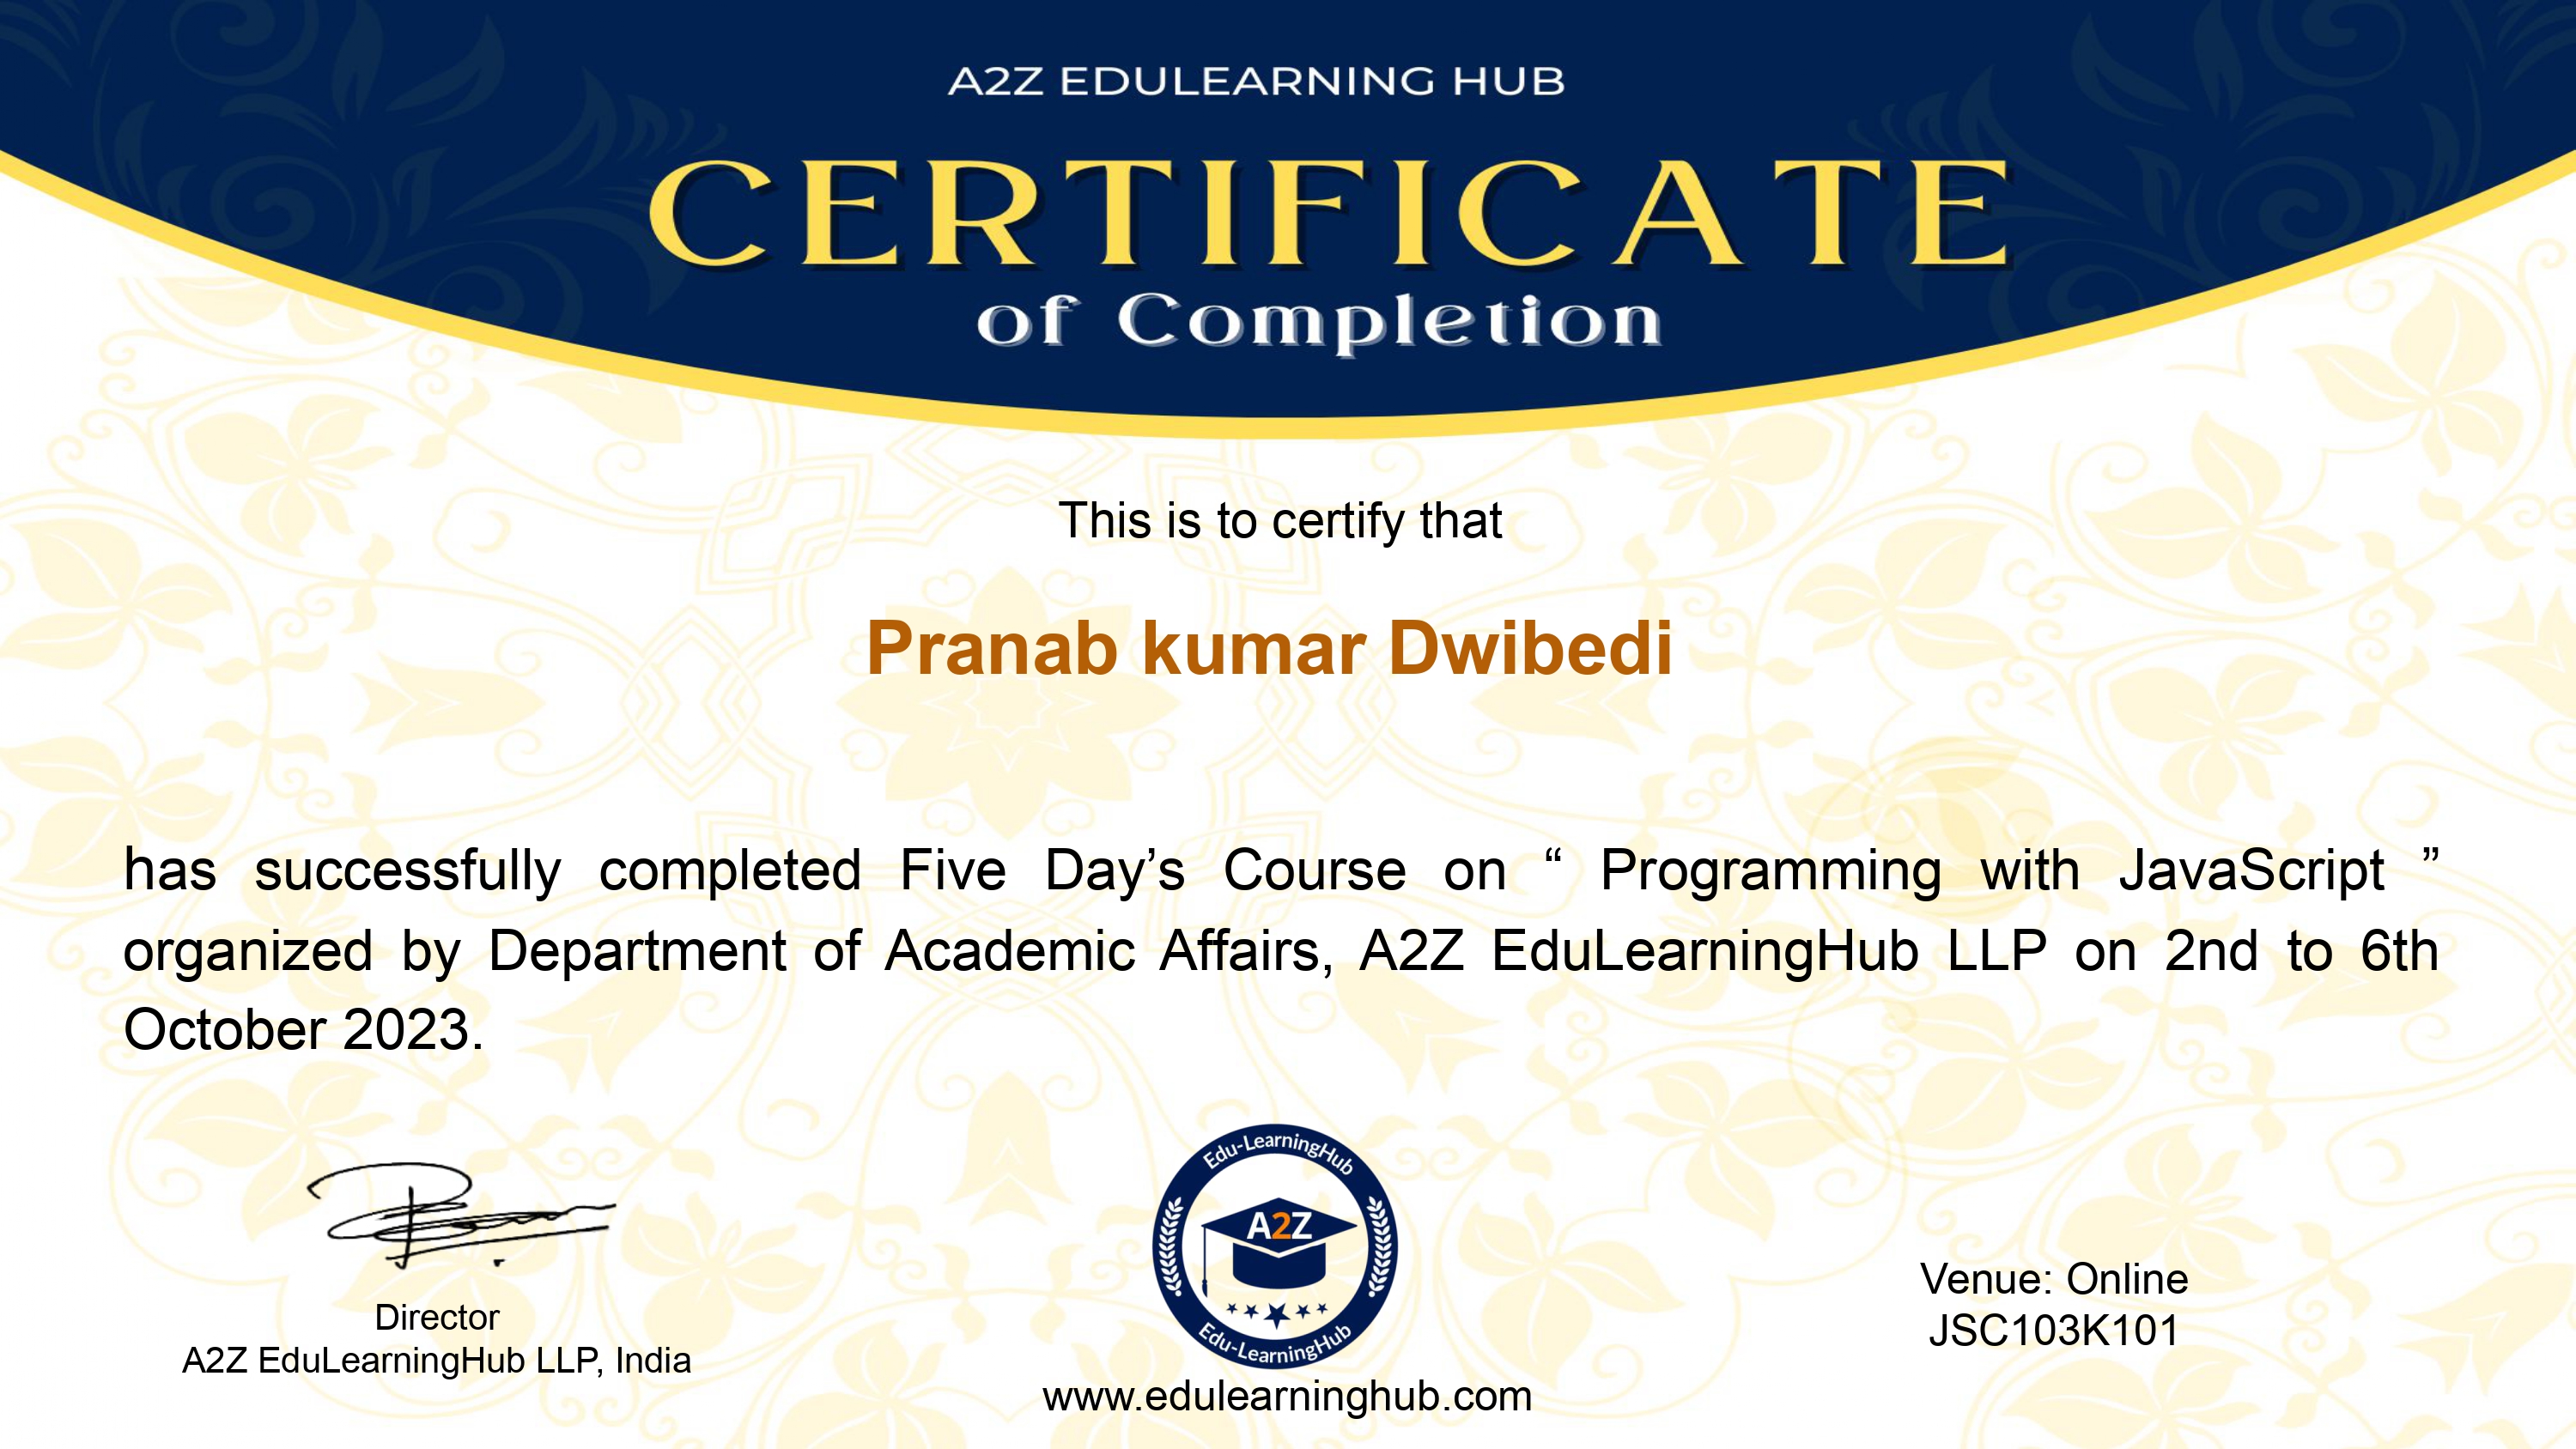 A2Z EDULEARNING HUB
CERTIFICATE
of Completion
This is to certify that
Pranab kumar Dwibedi
has successfully completed Five Day’s Course on “ Programming with JavaScript ”
organized by Department of Academic Affairs, A2Z EduLearningHub LLP on 2nd to 6th
October 2023.
Edu-LearningHub
A2Z
Edu-LearningHub
Director
A2Z EduLearningHub LLP, India
www.edulearninghub.com
Venue: Online
JSC103K101